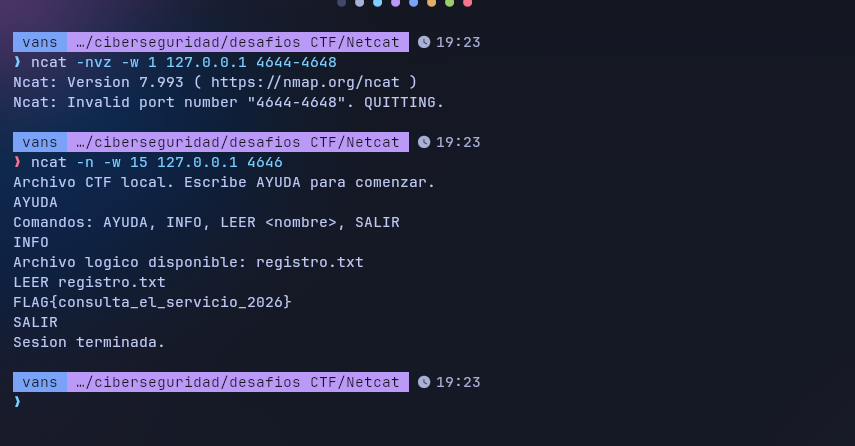 vans …/ciberseguridad/desafios CTF/Netcat 19:23
❯ ncat -nvz -w 1 127.0.0.1 4644-4648
Ncat: Version 7.993 ( https://nmap.org/ncat )
Ncat: Invalid port number "4644-4648". QUITTING.
vans …/ciberseguridad/desafios CTF/Netcat 19:23
❯ ncat -n -w 15 127.0.0.1 4646
Archivo CTF local. Escribe AYUDA para comenzar.
AYUDA
Comandos: AYUDA, INFO, LEER <nombre>, SALIR
INFO
Archivo logico disponible: registro.txt
LEER registro.txt
FLAG{consulta_el_servicio_2026}
SALIR
Sesion terminada.
vans …/ciberseguridad/desafios CTF/Netcat 19:23
❯